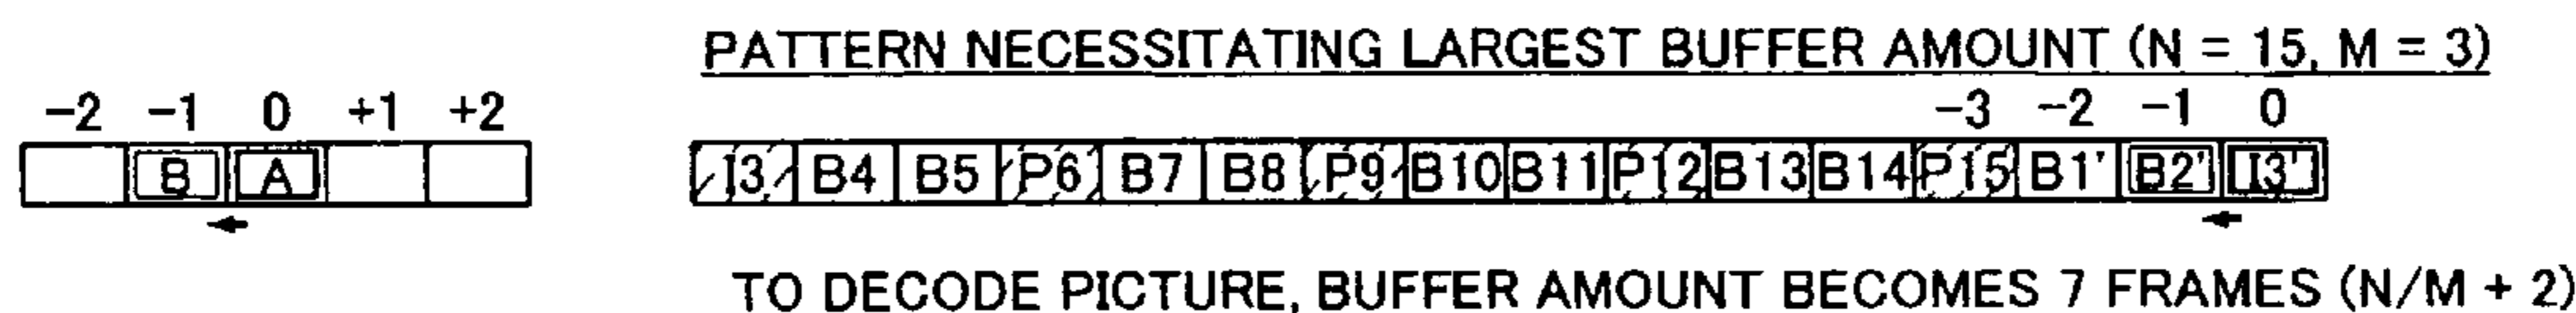 PATTERN NECESSITATING LARGEST BUFFER AMOUNT (N = 15, M = 3)
−2 −1 0 +1 +2
−3 −2 −1 0
B A
I3 B4 B5 P6 B7 B8 P9 B10 B11 P12 B13 B14 P15 B1' B2' I3'
TO DECODE PICTURE, BUFFER AMOUNT BECOMES 7 FRAMES (N/M + 2)